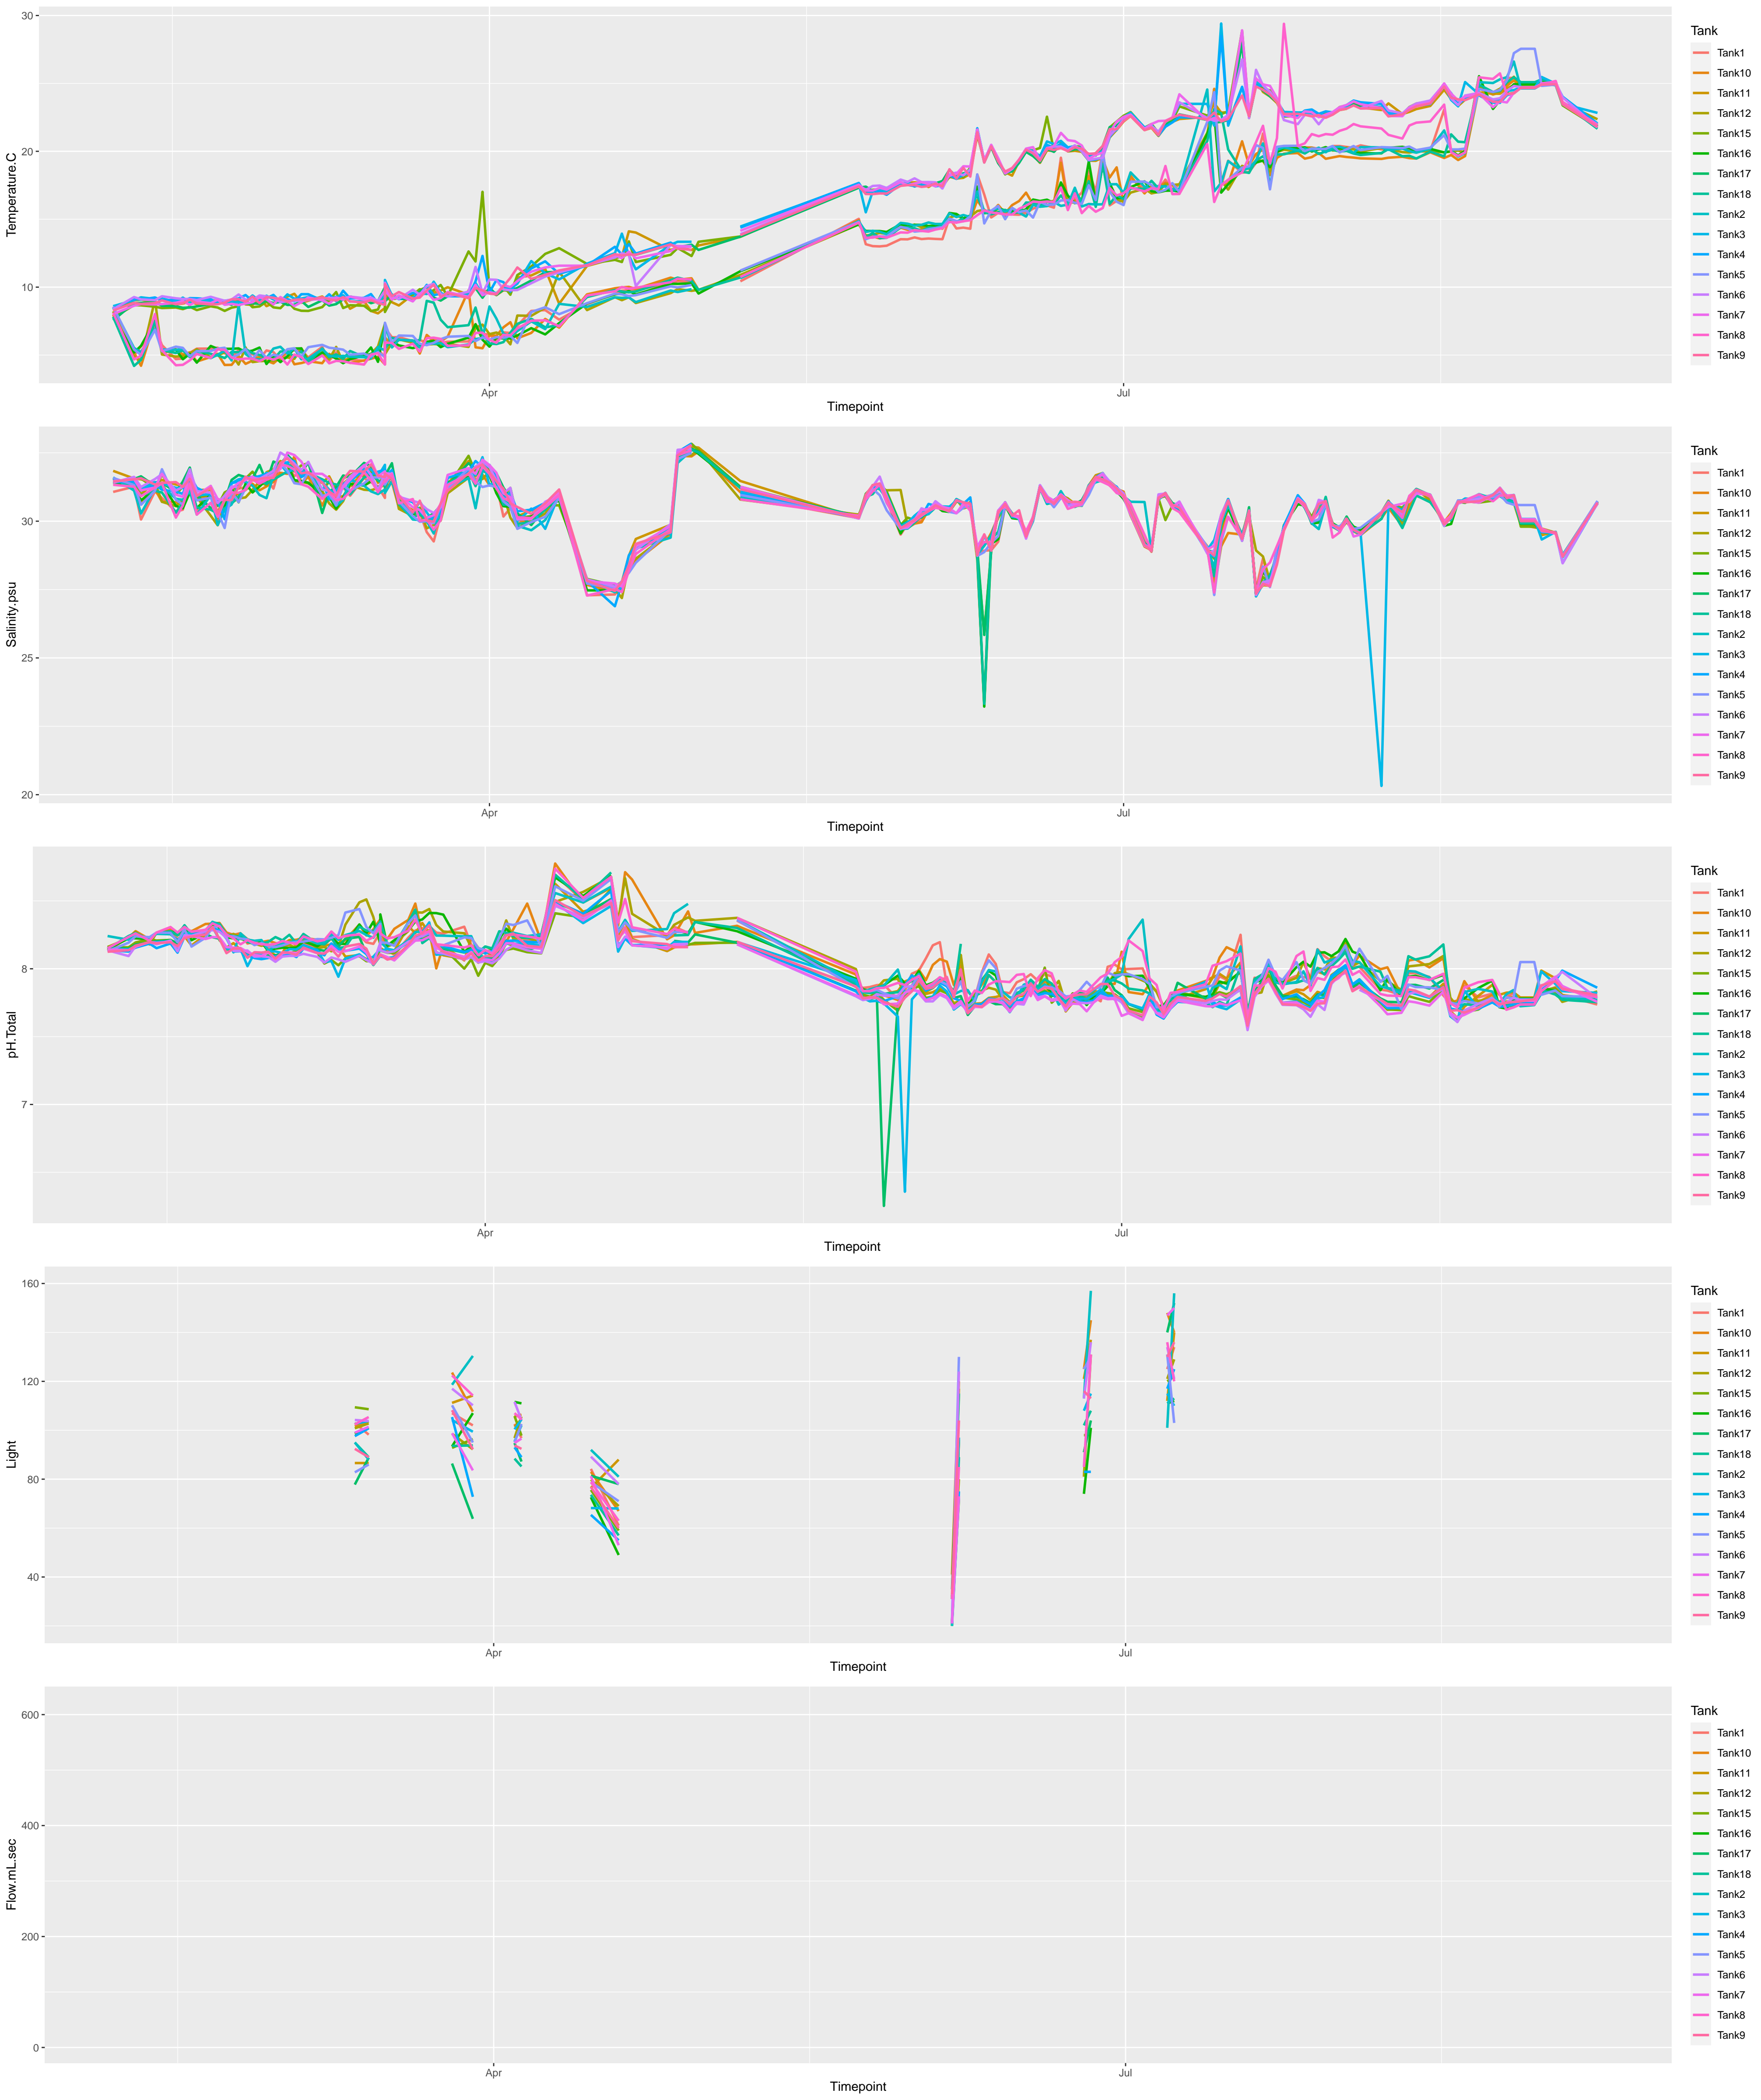 Temperature.C
30
20
10
Apr
Jul
Timepoint
Tank
Tank1
Tank10
Tank11
Tank12
Tank15
Tank16
Tank17
Tank18
Tank2
Tank3
Tank4
Tank5
Tank6
Tank7
Tank8
Tank9
Salinity.psu
30
25
20
Apr
Jul
Timepoint
Tank
Tank1
Tank10
Tank11
Tank12
Tank15
Tank16
Tank17
Tank18
Tank2
Tank3
Tank4
Tank5
Tank6
Tank7
Tank8
Tank9
pH.Total
8
7
Apr
Jul
Timepoint
Tank
Tank1
Tank10
Tank11
Tank12
Tank15
Tank16
Tank17
Tank18
Tank2
Tank3
Tank4
Tank5
Tank6
Tank7
Tank8
Tank9
Light
160
120
80
40
Apr
Jul
Timepoint
Tank
Tank1
Tank10
Tank11
Tank12
Tank15
Tank16
Tank17
Tank18
Tank2
Tank3
Tank4
Tank5
Tank6
Tank7
Tank8
Tank9
Flow.mL.sec
600
400
200
0
Apr
Jul
Timepoint
Tank
Tank1
Tank10
Tank11
Tank12
Tank15
Tank16
Tank17
Tank18
Tank2
Tank3
Tank4
Tank5
Tank6
Tank7
Tank8
Tank9